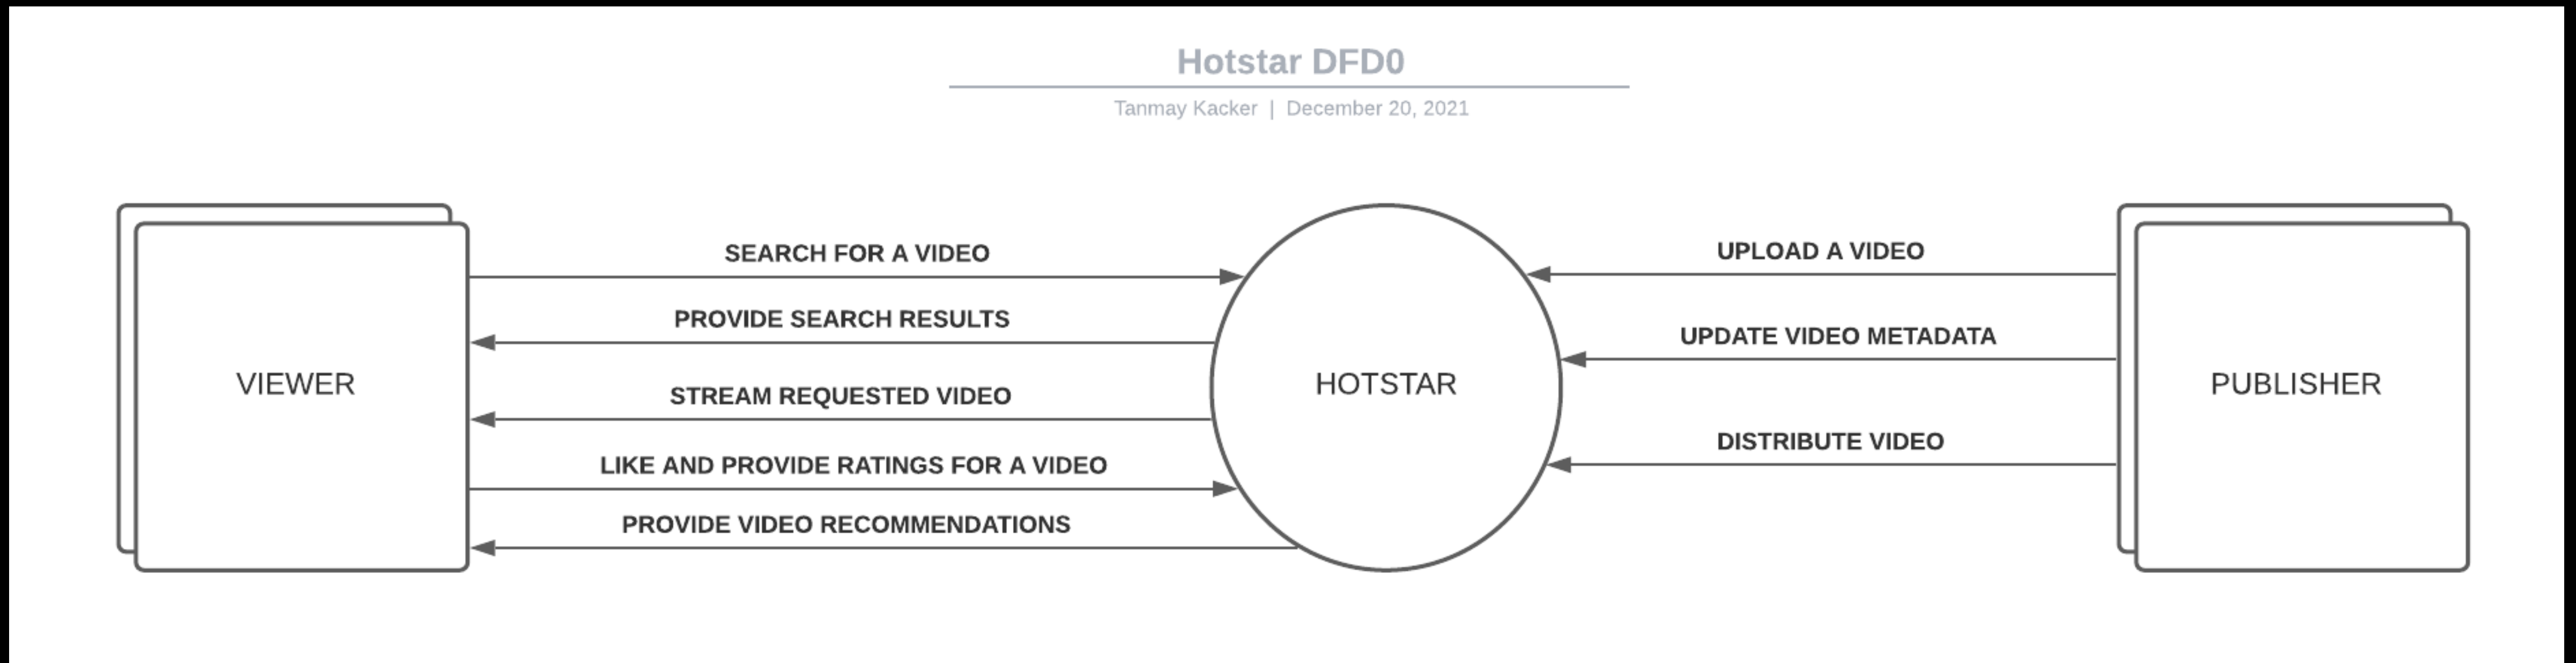 Hotstar DFD0
Tanmay Kacker | December 20, 2021
VIEWER
SEARCH FOR A VIDEO
PROVIDE SEARCH RESULTS
STREAM REQUESTED VIDEO
LIKE AND PROVIDE RATINGS FOR A VIDEO
PROVIDE VIDEO RECOMMENDATIONS
HOTSTAR
UPLOAD A VIDEO
UPDATE VIDEO METADATA
DISTRIBUTE VIDEO
PUBLISHER